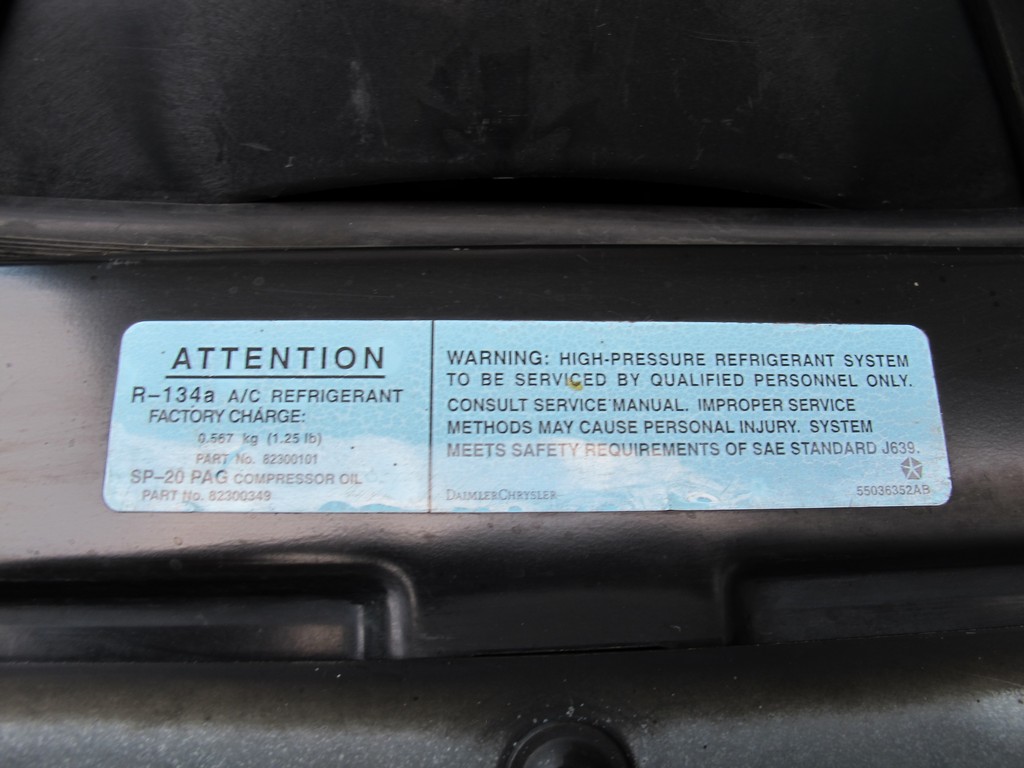 ATTENTION
R-134a A/C REFRIGERANT
FACTORY CHARGE:
0.567 kg (1.25 lb)
PART No. 82300101
SP-20 PAG COMPRESSOR OIL
PART No. 82300349
WARNING: HIGH-PRESSURE REFRIGERANT SYSTEM
TO BE SERVICED BY QUALIFIED PERSONNEL ONLY.
CONSULT SERVICE MANUAL. IMPROPER SERVICE
METHODS MAY CAUSE PERSONAL INJURY. SYSTEM
MEETS SAFETY REQUIREMENTS OF SAE STANDARD J639.
DAIMLERCHRYSLER
55036352AB